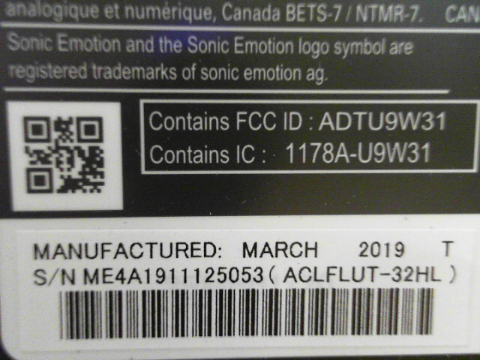 analogique et numérique, Canada BETS-7 / NTMR-7. CAN
Sonic Emotion and the Sonic Emotion logo symbol are
registered trademarks of sonic emotion ag.
Contains FCC ID : ADTU9W31
Contains IC : 1178A-U9W31
MANUFACTURED: MARCH 2019 T
S/N ME4A1911125053 ( ACLFLUT-32HL )